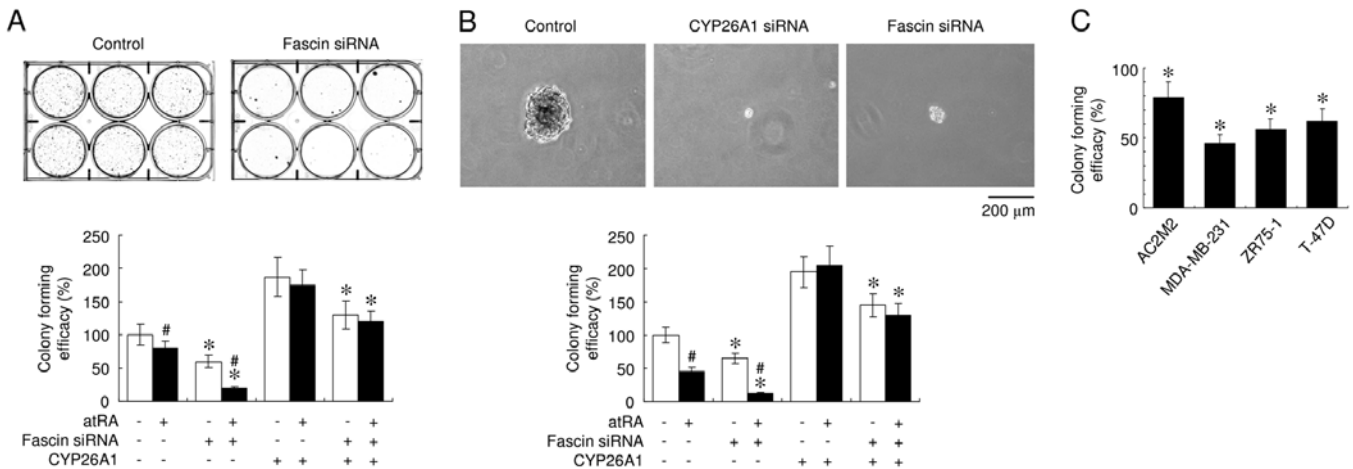 A
Control
Fascin siRNA
Colony forming
efficacy (%)
250
200
150
100
50
0
#
*
#
*
*
*
atRA - + - + - + - +
Fascin siRNA - - + + - - + +
CYP26A1 - - - - + + + +
B
Control
CYP26A1 siRNA
Fascin siRNA
200 μm
Colony forming
efficacy (%)
250
200
150
100
50
0
#
*
#
*
*
*
atRA - + - + - + - +
Fascin siRNA - - + + - - + +
CYP26A1 - - - - + + + +
C
Colony forming
efficacy (%)
100
50
0
*
*
*
*
AC2M2
MDA-MB-231
ZR75-1
T-47D